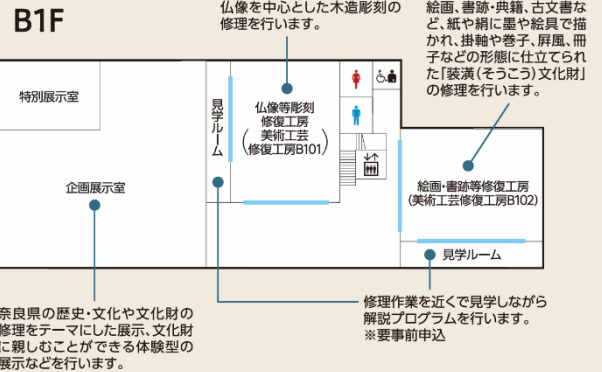 B1F
仏像を中心とした木造彫刻の
修理を行います。
絵画、書跡・典籍、古文書な
ど、紙や絹に墨や絵具で描
かれ、掛軸や巻子、屏風、冊
子などの形態に仕立てられ
た「装潢(そうこう)文化財」
の修理を行います。
特別展示室
企画展示室
見学ルーム
仏像等彫刻
修復工房
(美術工芸
修復工房B101)
絵画・書跡等修復工房
(美術工芸修復工房B102)
見学ルーム
奈良県の歴史・文化や文化財の
修理をテーマにした展示、文化財
に親しむことができる体験型の
展示などを行います。
修理作業を近くで見学しながら
解説プログラムを行います。
※要事前申込